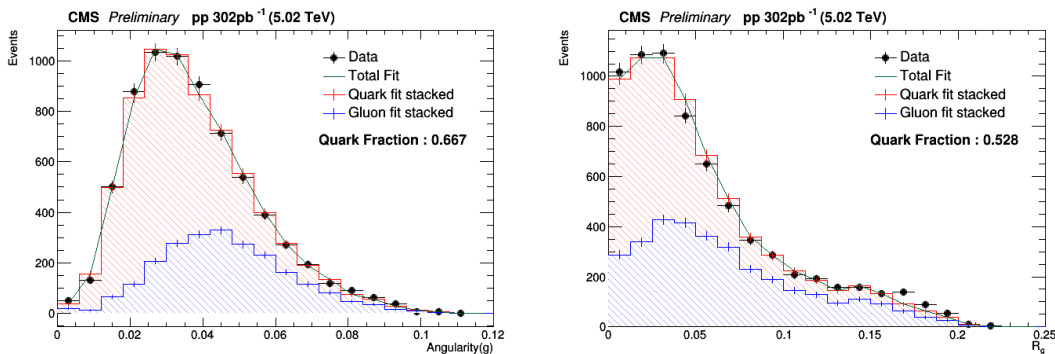 CMS Preliminary pp 302pb -1 (5.02 TeV)
Events
1000
800
600
400
200
0
Data
Total Fit
Quark fit stacked
Gluon fit stacked
Quark Fraction : 0.667
0 0.02 0.04 0.06 0.08 0.1 0.12
Angularity(g)
CMS Preliminary pp 302pb -1 (5.02 TeV)
Events
1000
800
600
400
200
0
Data
Total Fit
Quark fit stacked
Gluon fit stacked
Quark Fraction : 0.528
0 0.05 0.1 0.15 0.2 0.25
Rg